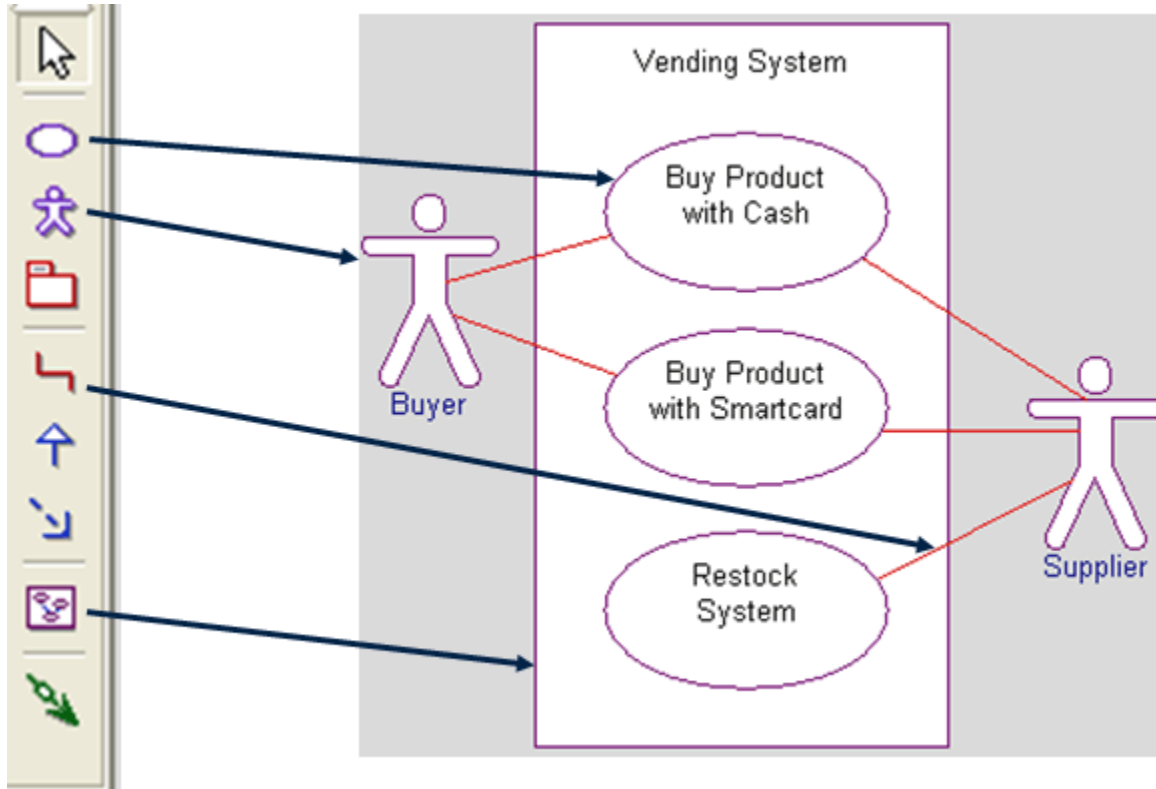 Vending System
Buy Product
with Cash
Buyer
Buy Product
with Smartcard
Supplier
Restock
System